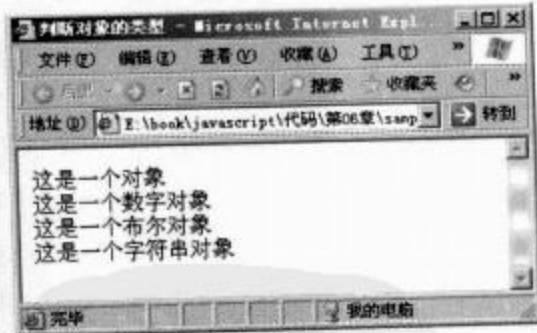 判断对象的类型 - Microsoft Internet Expl...
文件(F) 编辑(E) 查看(V) 收藏(A) 工具(T) »
后退 搜索 收藏夹 »
地址(D) E:\book\javascript\代码\第06章\samp 转到
这是一个对象
这是一个数字对象
这是一个布尔对象
这是一个字符串对象
完毕 我的电脑